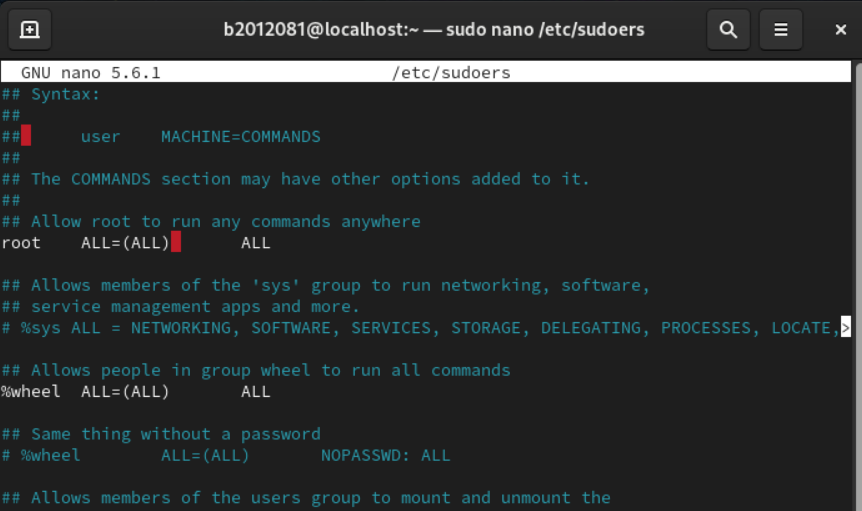 b2012081@localhost:~ — sudo nano /etc/sudoers
GNU nano 5.6.1 /etc/sudoers
## Syntax:
##
## user MACHINE=COMMANDS
##
## The COMMANDS section may have other options added to it.
##
## Allow root to run any commands anywhere
root ALL=(ALL) ALL
## Allows members of the 'sys' group to run networking, software,
## service management apps and more.
# %sys ALL = NETWORKING, SOFTWARE, SERVICES, STORAGE, DELEGATING, PROCESSES, LOCATE,>
## Allows people in group wheel to run all commands
%wheel ALL=(ALL) ALL
## Same thing without a password
# %wheel ALL=(ALL) NOPASSWD: ALL
## Allows members of the users group to mount and unmount the